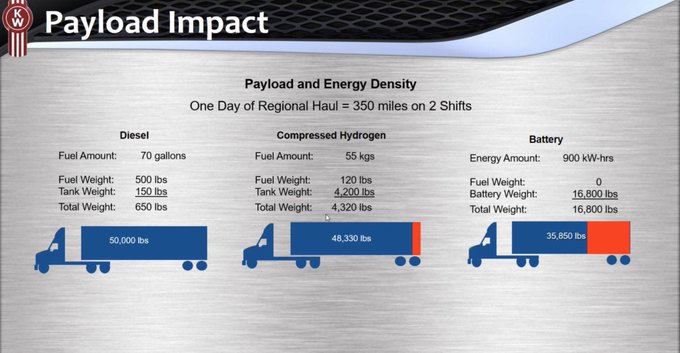 KW
Payload Impact
Payload and Energy Density
One Day of Regional Haul = 350 miles on 2 Shifts
Diesel
Fuel Amount: 70 gallons
Fuel Weight: 500 lbs
Tank Weight: 150 lbs
Total Weight: 650 lbs
50,000 lbs
Compressed Hydrogen
Fuel Amount: 55 kgs
Fuel Weight: 120 lbs
Tank Weight: 4,200 lbs
Total Weight: 4,320 lbs
48,330 lbs
Battery
Energy Amount: 900 kW-hrs
Fuel Weight: 0
Battery Weight: 16,800 lbs
Total Weight: 16,800 lbs
35,850 lbs